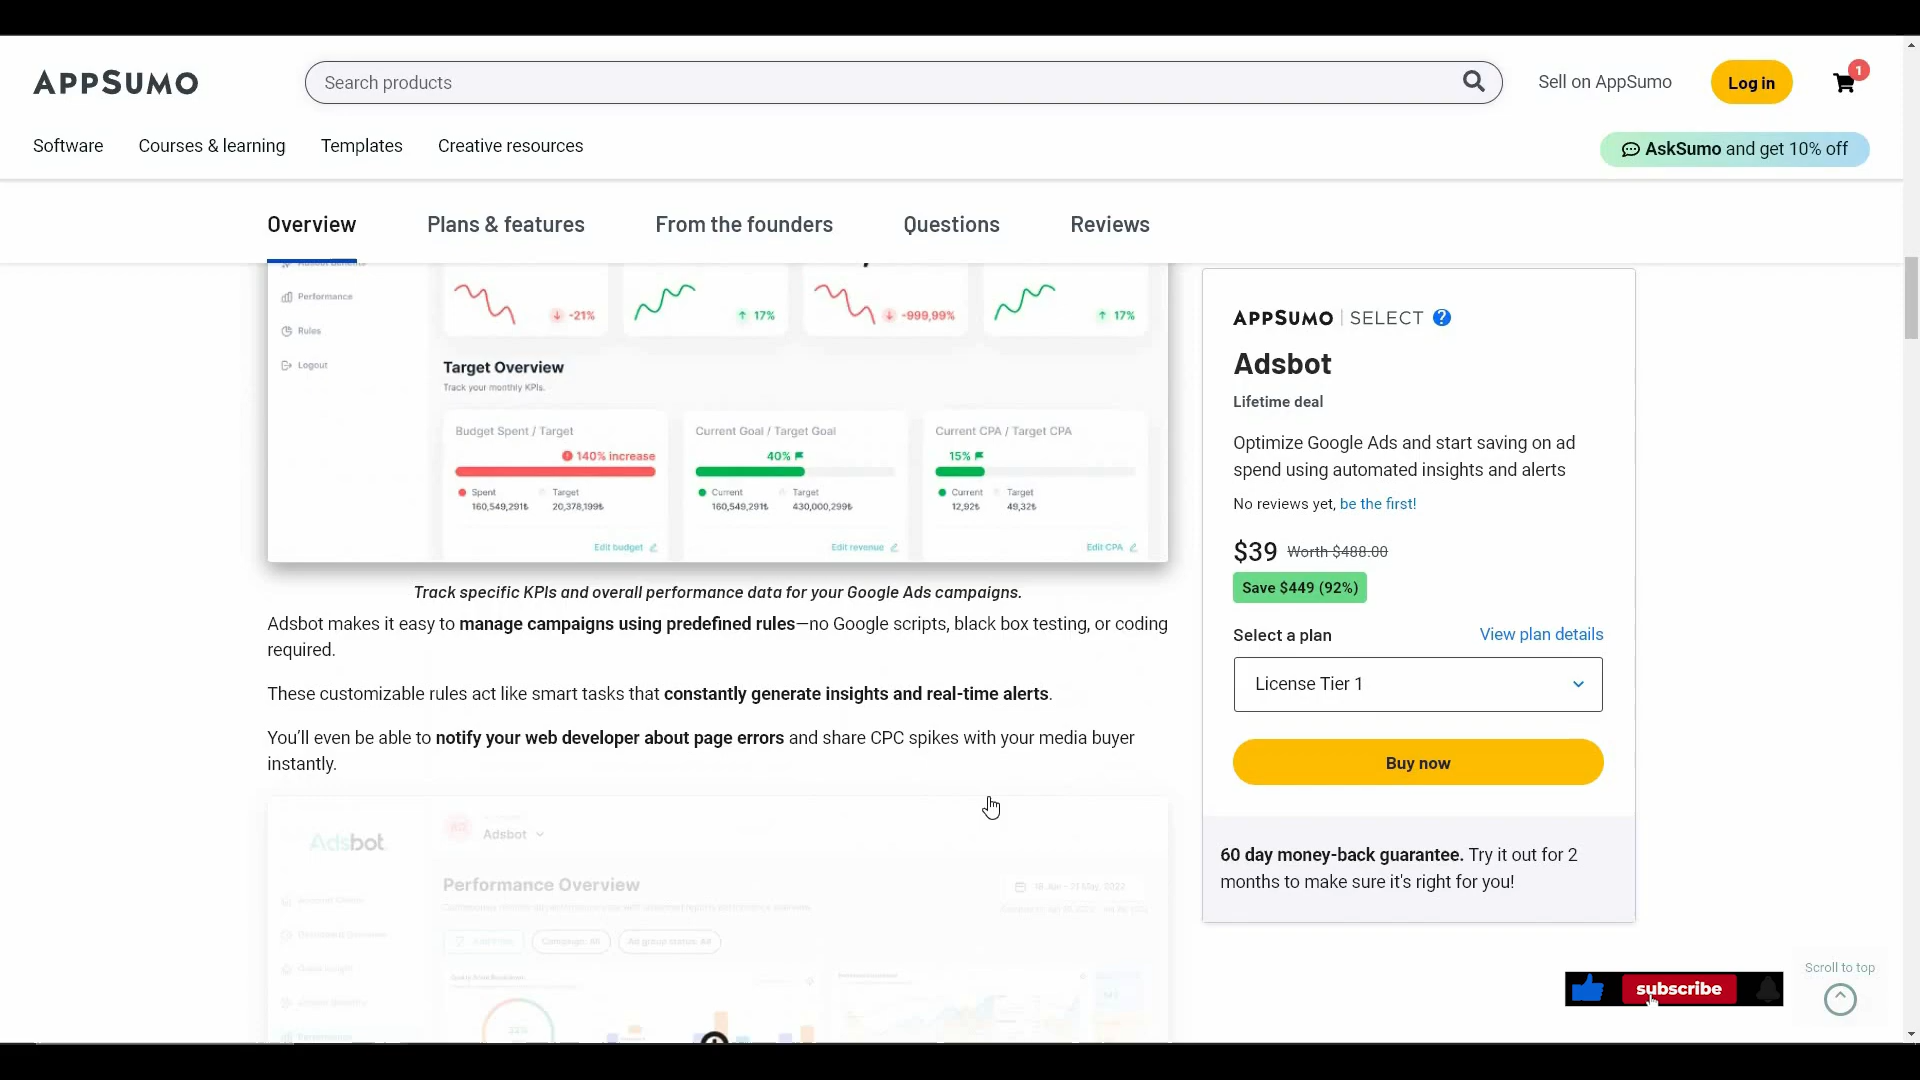 APPSUMO
Search products
Sell on AppSumo
Log in
1
Software
Courses & learning
Templates
Creative resources
AskSumo and get 10% off
Overview
Plans & features
From the founders
Questions
Reviews
Performance
Rules
Logout
-21%
17%
-999,99%
17%
Target Overview
Track your monthly KPIs.
Budget Spent / Target
140% increase
Spent
Target
160,549,291₺
20,378,199₺
Edit budget
Current Goal / Target Goal
40%
Current
Target
160,549,291₺
430,000,299₺
Edit revenue
Current CPA / Target CPA
15%
Current
Target
12,92₺
49,32₺
Edit CPA
Track specific KPIs and overall performance data for your Google Ads campaigns.
Adsbot makes it easy to manage campaigns using predefined rules—no Google scripts, black box testing, or coding
required.
These customizable rules act like smart tasks that constantly generate insights and real-time alerts.
You’ll even be able to notify your web developer about page errors and share CPC spikes with your media buyer
instantly.
Adsbot
Adsbot
Performance Overview
Campaign: All
Ad group status: All
APPSUMO | SELECT ?
Adsbot
Lifetime deal
Optimize Google Ads and start saving on ad
spend using automated insights and alerts
No reviews yet, be the first!
$39 Worth $488.00
Save $449 (92%)
Select a plan
View plan details
License Tier 1
Buy now
60 day money-back guarantee. Try it out for 2
months to make sure it's right for you!
subscribe
Scroll to top